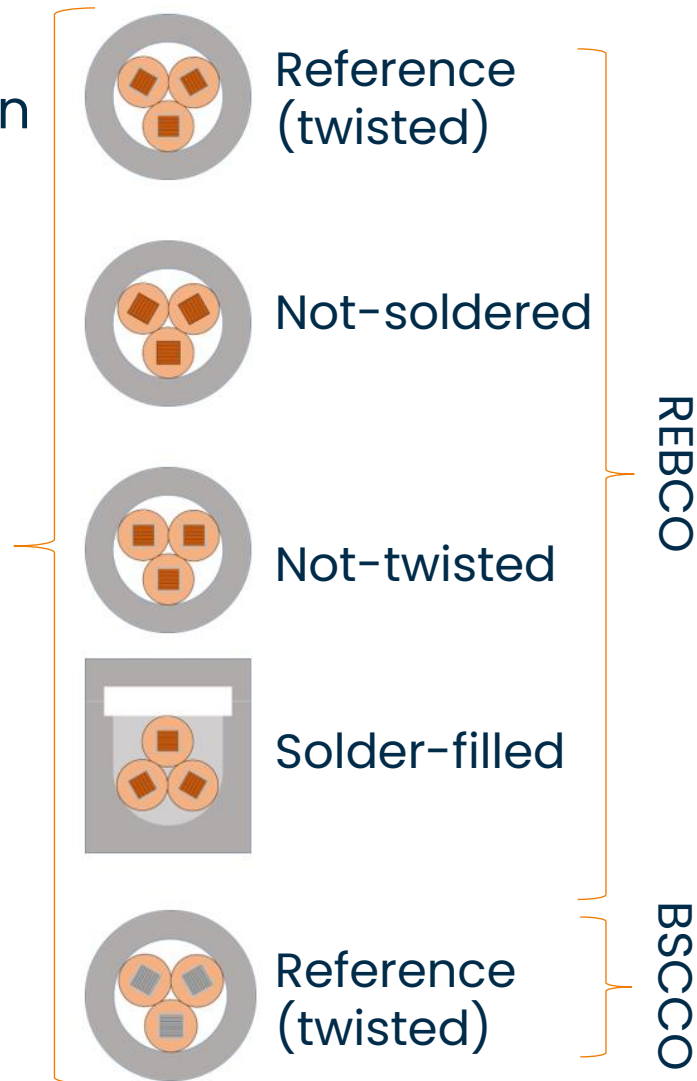 n
Reference
(twisted)
Not-soldered
REBCO
Not-twisted
Solder-filled
Reference
(twisted)
BSCCO